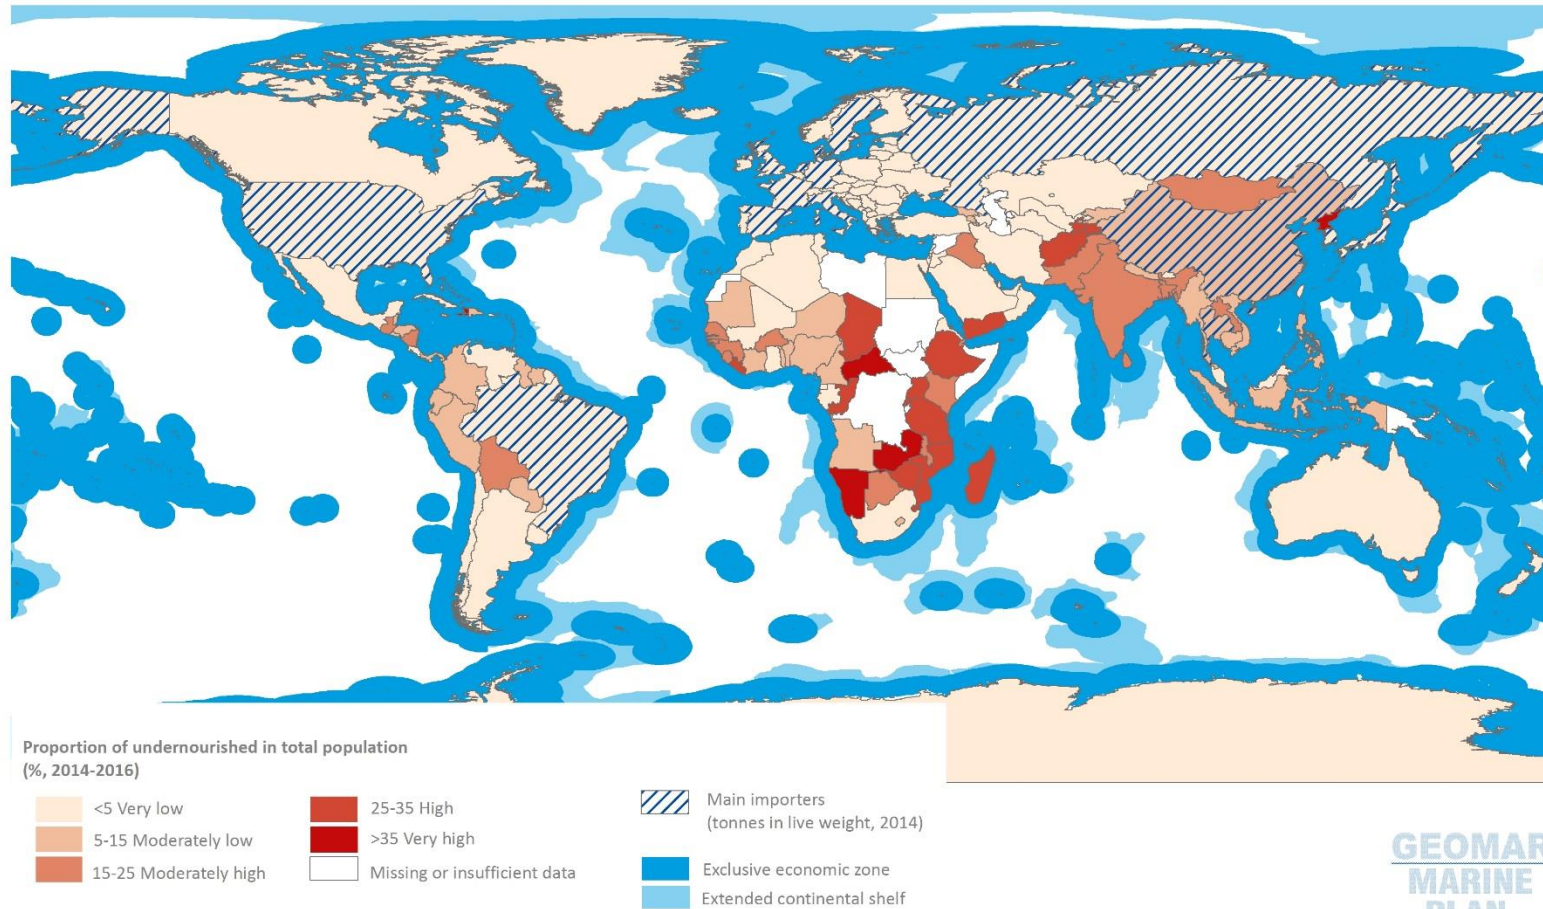 Proportion of undernourished in total population
(%, 2014-2016)
<5 Very low
5-15 Moderately low
15-25 Moderately high
25-35 High
>35 Very high
Missing or insufficient data
Main importers
(tonnes in live weight, 2014)
Exclusive economic zone
Extended continental shelf
GEOMAR
MARINE
PLAN